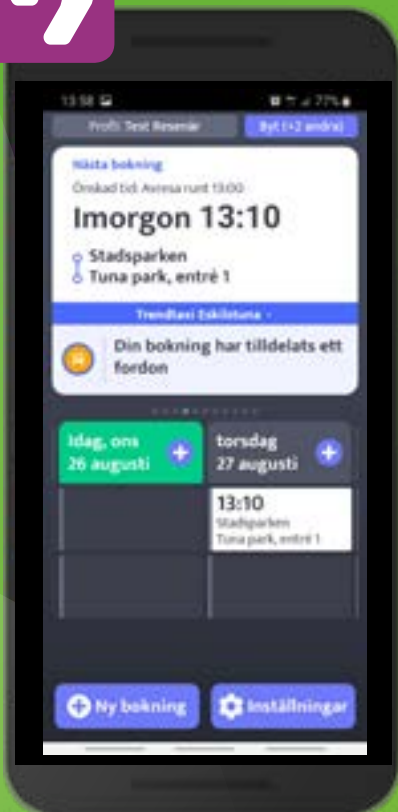 13:58
77%
Profil: Test Resenär
Byt (+2 andra)
Nästa bokning
Önskad tid: Avresa runt 13:00
Imorgon 13:10
Stadsparken
Tuna park, entré 1
Trendtaxi Eskilstuna -
Din bokning har tilldelats ett
fordon
Idag, ons
26 augusti
torsdag
27 augusti
13:10
Stadsparken
Tuna park, entré 1
Ny bokning
Inställningar